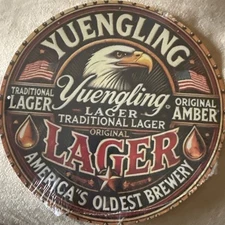 YUENGLING
TRADITIONAL
"LAGER
Yuengling
LAGER
TRADITIONAL LAGER
ORIGINAL
AMBER'
ORIGINAL
LAGER
AMERICA"S OLDEST BREWERY